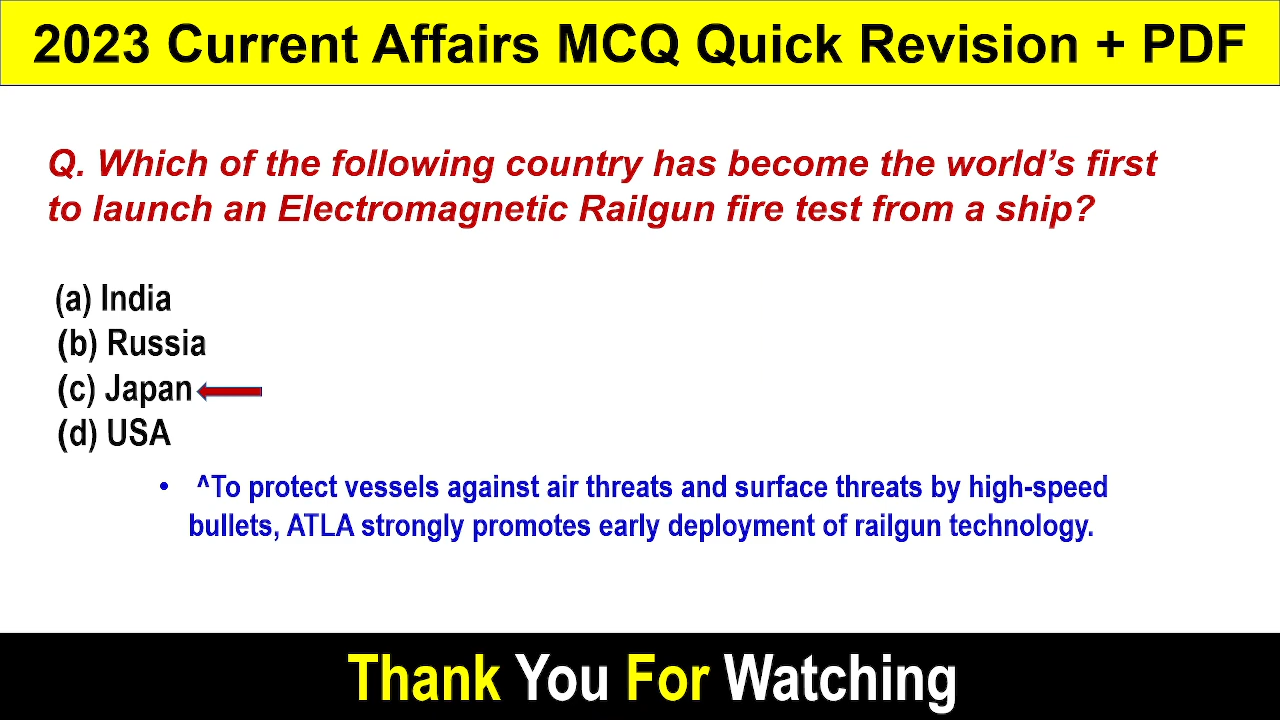 2023 Current Affairs MCQ Quick Revision + PDF
Q. Which of the following country has become the world’s first
to launch an Electromagnetic Railgun fire test from a ship?
(a) India
(b) Russia
(c) Japan
(d) USA
• ^To protect vessels against air threats and surface threats by high-speed
bullets, ATLA strongly promotes early deployment of railgun technology.
Thank You For Watching